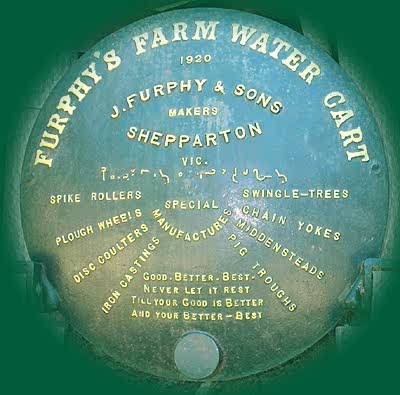 FURPHY'S FARM WATER CART
1920
J. FURPHY & SONS
MAKERS
SHEPPARTON
VIC.
SPIKE ROLLERS
PLOUGH WHEELS
DISC COULTERS
IRON CASTINGS
SPECIAL
MANUFACTURES
SWINGLE-TREES
CHAIN YOKES
MIDDENSTEADS
PIG TROUGHS
GOOD. BETTER. BEST.
NEVER LET IT REST
TILL YOUR GOOD IS BETTER
AND YOUR BETTER – BEST